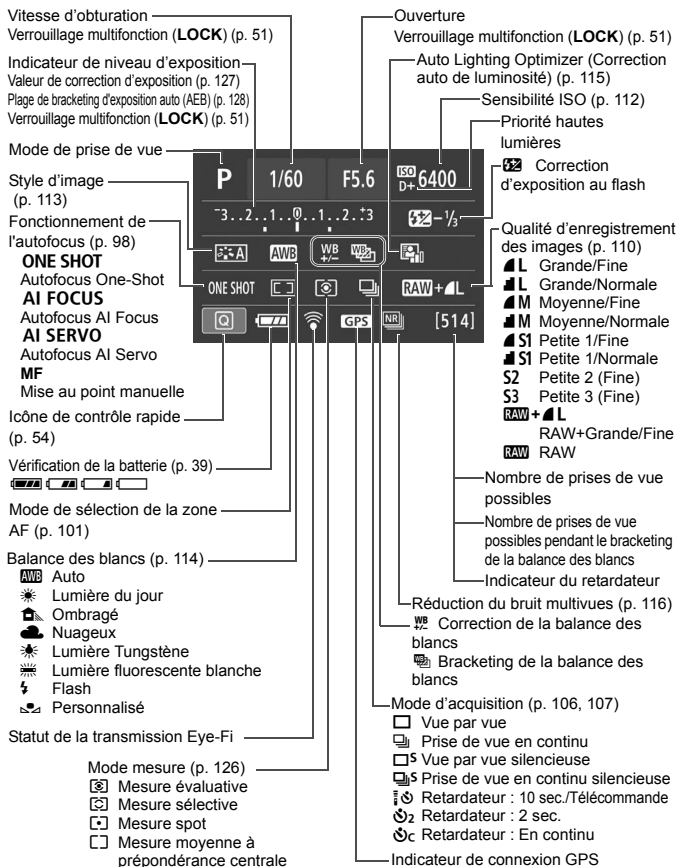 Vitesse d'obturation
Verrouillage multifonction (LOCK) (p. 51)
Indicateur de niveau d'exposition
Valeur de correction d'exposition (p. 127)
Plage de bracketing d'exposition auto (AEB) (p. 128)
Verrouillage multifonction (LOCK) (p. 51)
Mode de prise de vue
Style d'image
(p. 113)
Fonctionnement de
l'autofocus (p. 98)
ONE SHOT
Autofocus One-Shot
AI FOCUS
Autofocus AI Focus
AI SERVO
Autofocus AI Servo
MF
Mise au point manuelle
Icône de contrôle rapide
(p. 54)
Vérification de la batterie (p. 39)
Mode de sélection de la zone
AF (p. 101)
Balance des blancs (p. 114)
AWB Auto
Lumière du jour
Ombragé
Nuageux
Lumière Tungstène
Lumière fluorescente blanche
Flash
Personnalisé
Statut de la transmission Eye-Fi
Mode mesure (p. 126)
Mesure évaluative
Mesure sélective
Mesure spot
Mesure moyenne à
prépondérance centrale
P 1/60 F5.6 ISO D+ 6400
-3..2..1..0..1..2.+3 -1/3
A AWB WB +/- WB
ONE SHOT RAW+L
Q GPS NR [514]
Ouverture
Verrouillage multifonction (LOCK) (p. 51)
Auto Lighting Optimizer (Correction
auto de luminosité) (p. 115)
Sensibilité ISO (p. 112)
Priorité hautes
lumières
Correction
d'exposition au flash
Qualité d'enregistrement
des images (p. 110)
L Grande/Fine
L Grande/Normale
M Moyenne/Fine
M Moyenne/Normale
S1 Petite 1/Fine
S1 Petite 1/Normale
S2 Petite 2 (Fine)
S3 Petite 3 (Fine)
RAW+L
RAW+Grande/Fine
RAW RAW
Nombre de prises de vue
possibles
Nombre de prises de vue
possibles pendant le bracketing
de la balance des blancs
Indicateur du retardateur
Réduction du bruit multivues (p. 116)
WB +/- Correction de la balance des
blancs
WB Bracketing de la balance des
blancs
Mode d'acquisition (p. 106, 107)
Vue par vue
Prise de vue en continu
S Vue par vue silencieuse
S Prise de vue en continu silencieuse
Retardateur : 10 sec./Télécommande
2 Retardateur : 2 sec.
C Retardateur : En continu
Indicateur de connexion GPS